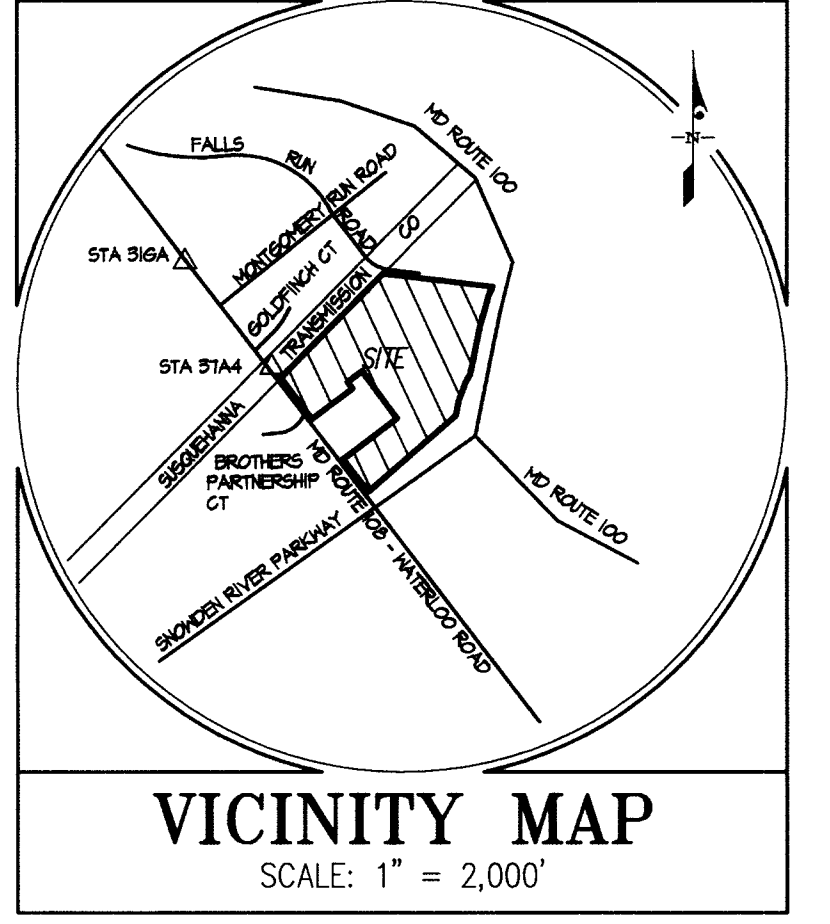 MD ROUTE 100
N
FALLS RUN ROAD
MONTGOMERY RUN ROAD
CO
STA 31GA
GOLDFINCH CT
TRANSMISSION
SITE
STA 37A4
SUSQUEHANNA
BROTHERS
PARTNERSHIP
CT
MD ROUTE 108 - WATERLOO ROAD
MD ROUTE 100
SNOWDEN RIVER PARKWAY
VICINITY MAP
SCALE: 1" = 2,000'